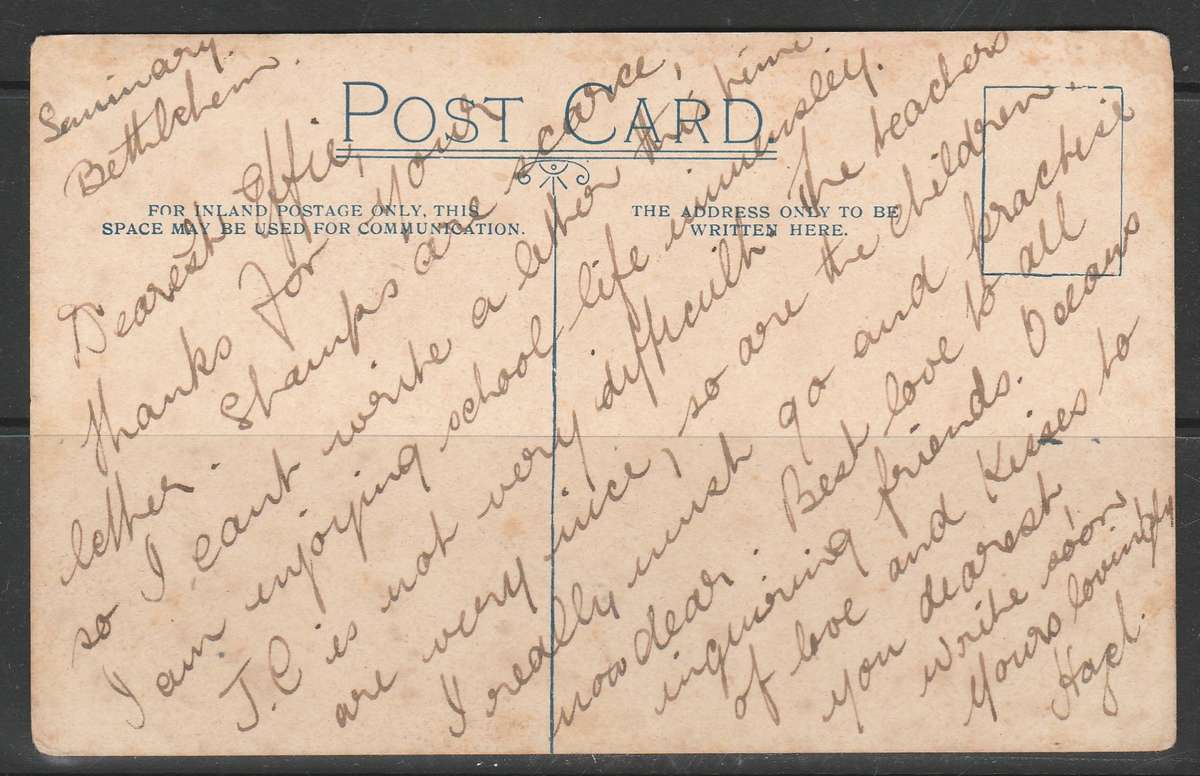 POST CARD
FOR INLAND POSTAGE ONLY, THIS
SPACE MAY BE USED FOR COMMUNICATION.
THE ADDRESS ONLY TO BE
WRITTEN HERE.
Seminary.
Bethlehem.
Dearest Effie,
thanks for your
letter. Stamps are scarce,
so I cant write a letter this time
I am enjoying school life immensley.
J.C is not very difficult. the teachers
are very nice, so are the children
I really must go and practise
now dear. Best love to all
inquiring friends. Oceans
of love and kisses to
you dearest,
write soon
Yours lovingly
Hazel.